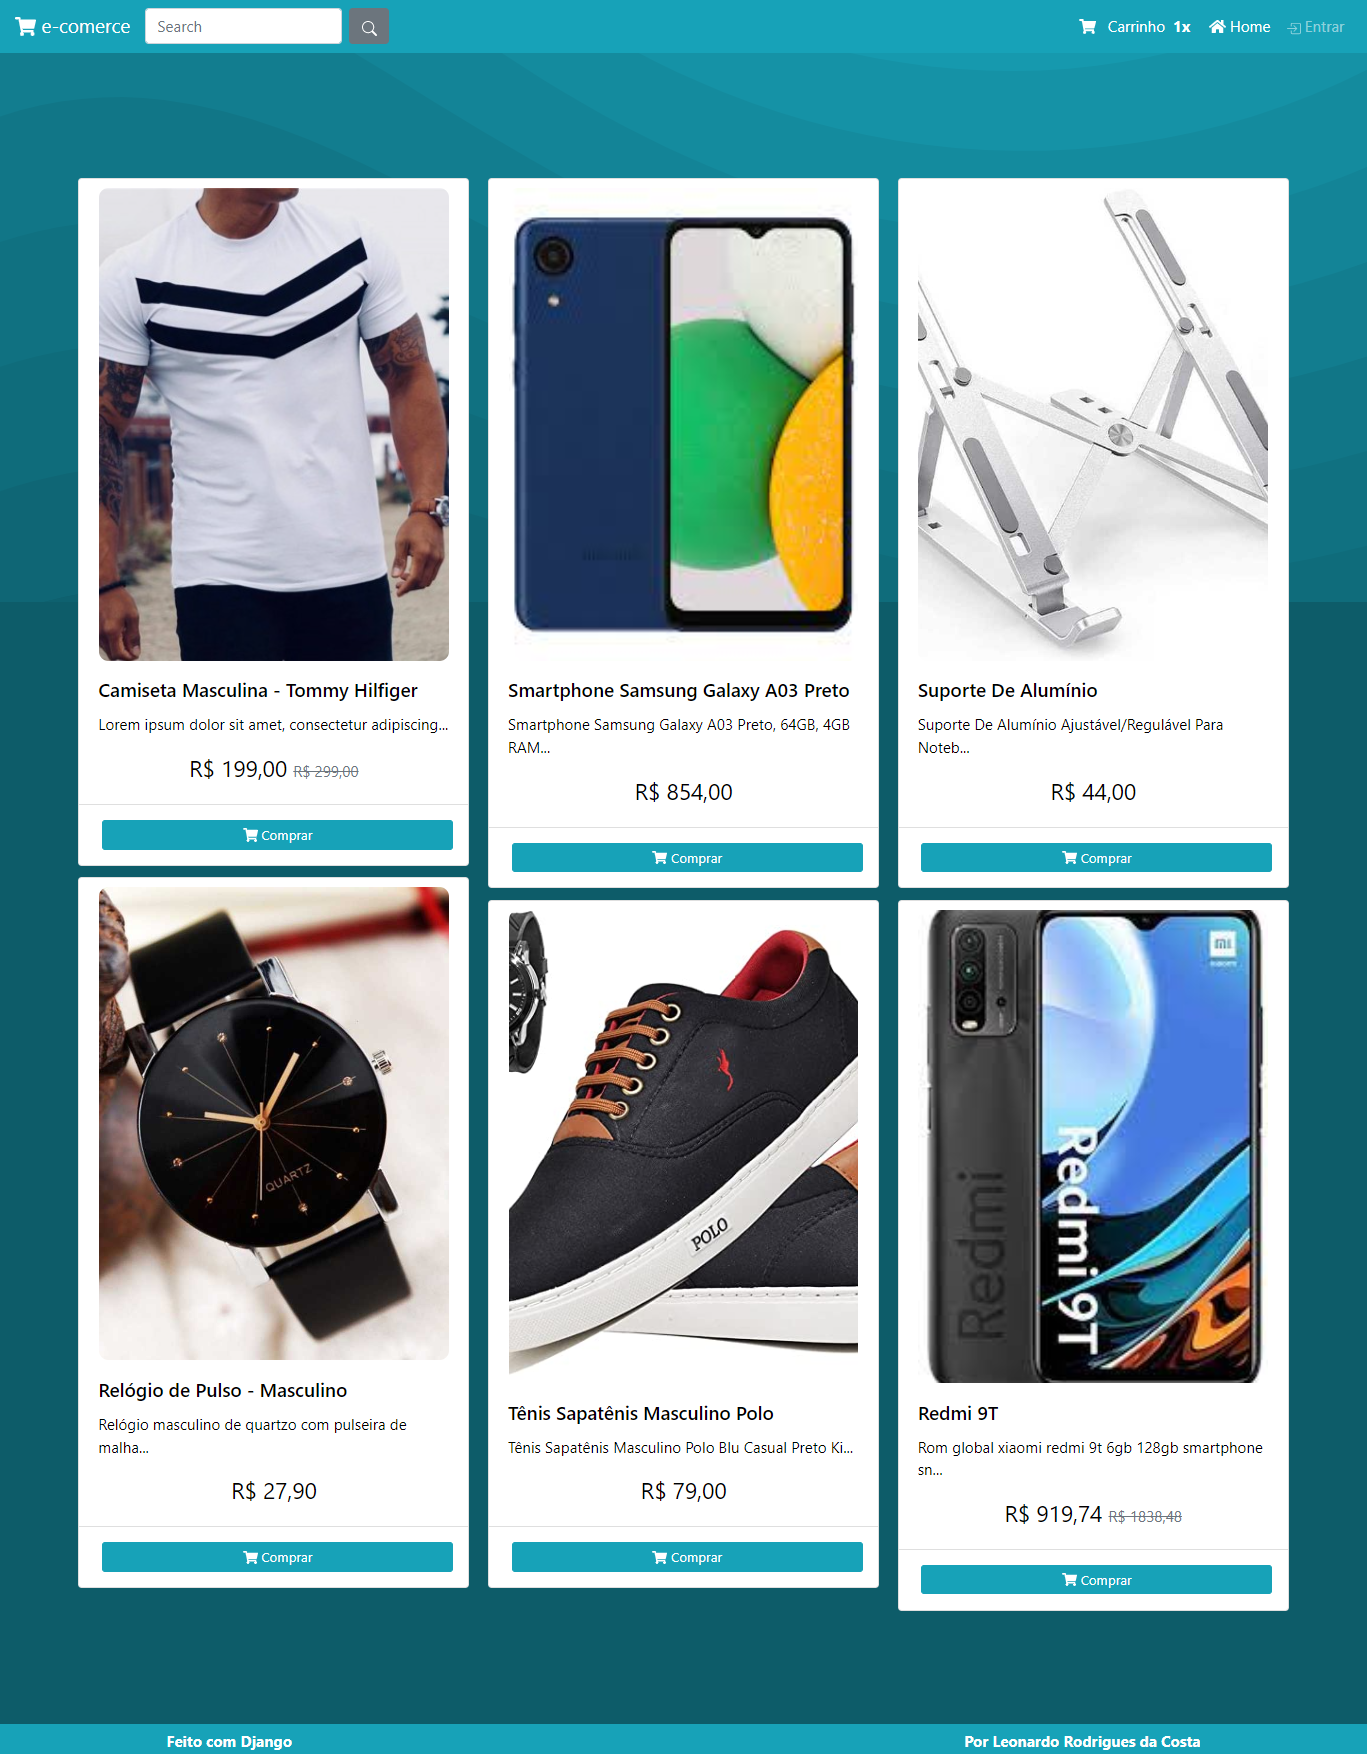 e-comerce
Search
Carrinho 1x
Home
Entrar
Camiseta Masculina - Tommy Hilfiger
Lorem ipsum dolor sit amet, consectetur adipiscing...
R$ 199,00 R$ 299,00
Comprar
Smartphone Samsung Galaxy A03 Preto
Smartphone Samsung Galaxy A03 Preto, 64GB, 4GB
RAM...
R$ 854,00
Comprar
Suporte De Alumínio
Suporte De Alumínio Ajustável/Regulável Para
Noteb...
R$ 44,00
Comprar
QUARTZ
Relógio de Pulso - Masculino
Relógio masculino de quartzo com pulseira de
malha...
R$ 27,90
Comprar
POLO
Tênis Sapatênis Masculino Polo
Tênis Sapatênis Masculino Polo Blu Casual Preto Ki...
R$ 79,00
Comprar
mi
Redmi
Redmi 9T
Redmi 9T
Rom global xiaomi redmi 9t 6gb 128gb smartphone
sn...
R$ 919,74 R$ 1838,48
Comprar
Feito com Django
Por Leonardo Rodrigues da Costa